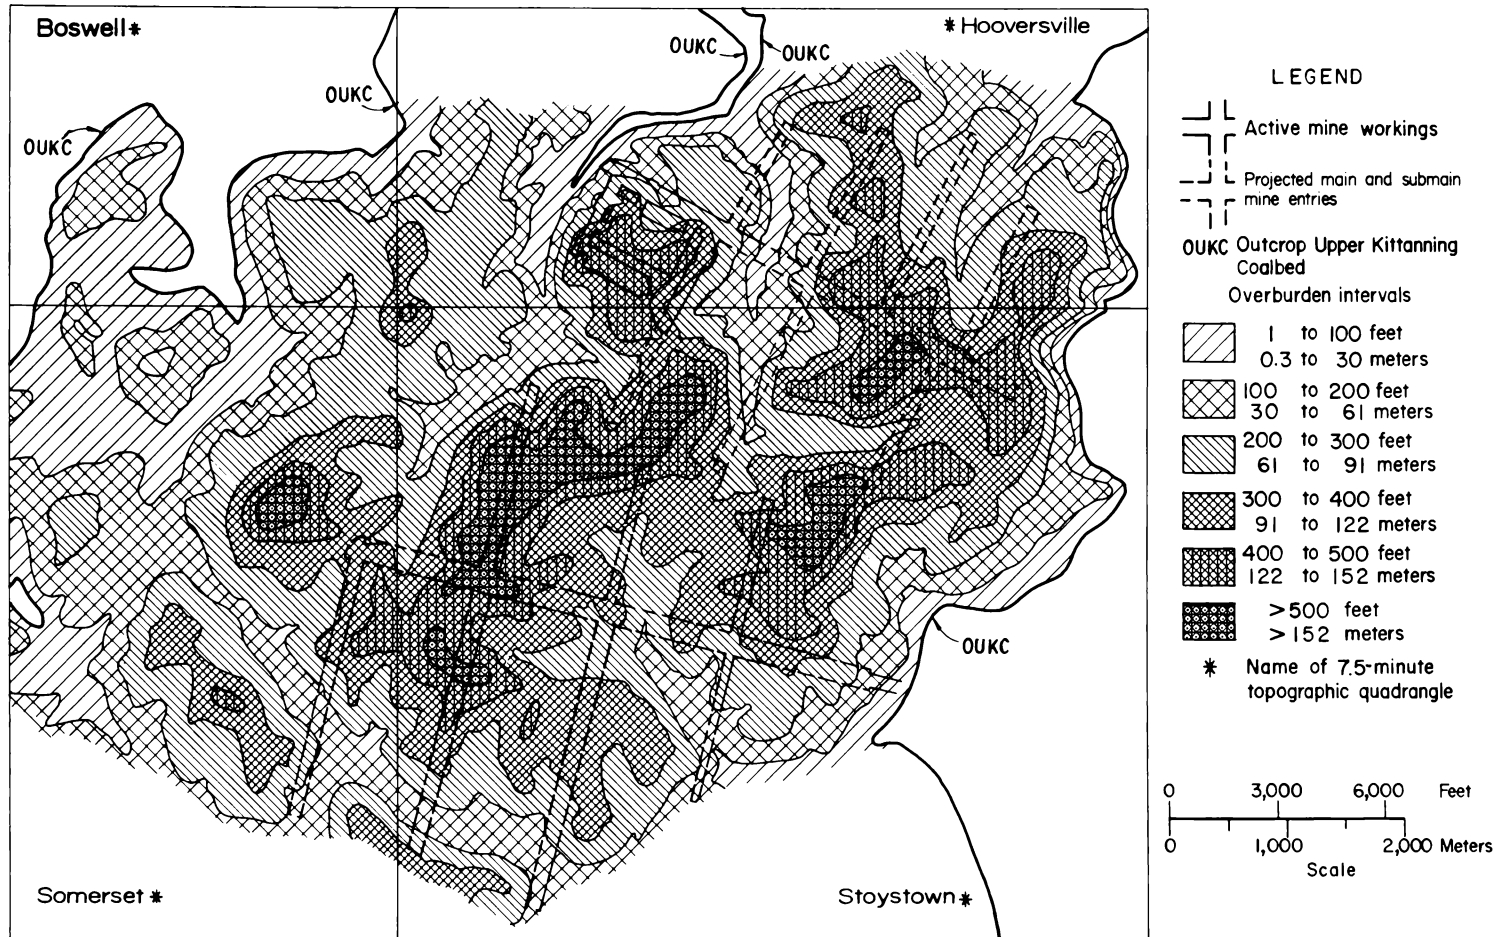 Boswell*
* Hooversville
OUKC
OUKC
OUKC
OUKC
OUKC
Somerset *
Stoystown *
LEGEND
Active mine workings
Projected main and submain
mine entries
OUKC Outcrop Upper Kittanning
Coalbed
Overburden intervals
1 to 100 feet
0.3 to 30 meters
100 to 200 feet
30 to 61 meters
200 to 300 feet
61 to 91 meters
300 to 400 feet
91 to 122 meters
400 to 500 feet
122 to 152 meters
>500 feet
>152 meters
* Name of 7.5-minute
topographic quadrangle
0 3,000 6,000 Feet
0 1,000 2,000 Meters
Scale